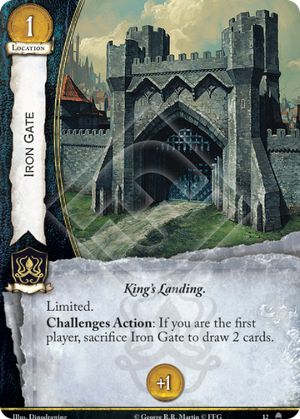 1
LOCATION
IRON GATE
King's Landing.
Limited.
Challenges Action: If you are the first
player, sacrifice Iron Gate to draw 2 cards.
+1
Illus. Dinodrawing
© George R.R. Martin © FFG
12